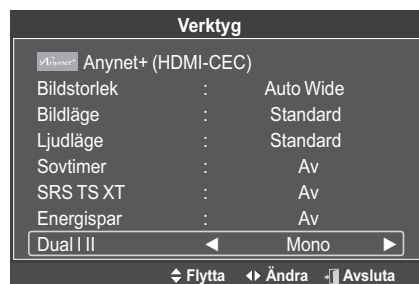 Verktyg
Anynet+ Anynet+ (HDMI-CEC)
Bildstorlek : Auto Wide
Bildläge : Standard
Ljudläge : Standard
Sovtimer : Av
SRS TS XT : Av
Energispar : Av
Dual I II ◄ Mono ►
Flytta Ändra Avsluta